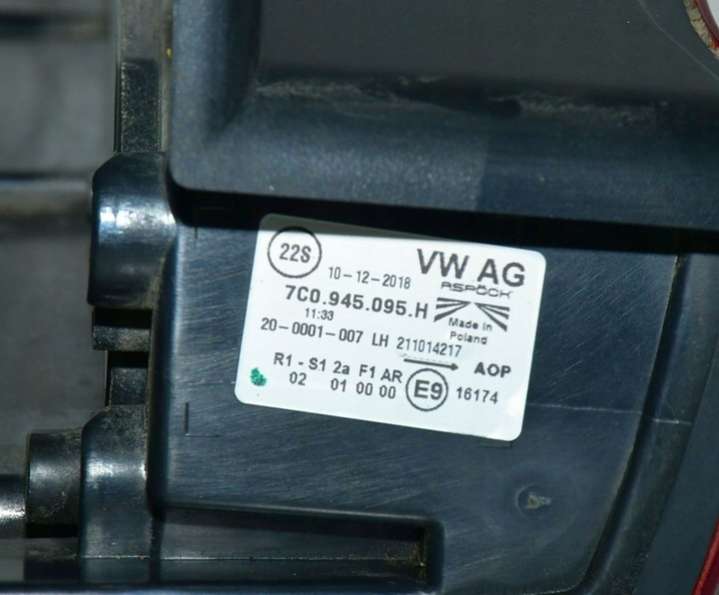 22S
10-12-2018
VW AG
ASPÖCK
7C0.945.095.H
11:33
Made in
Poland
20-0001-007 LH 211014217
AOP
R1 - S1 2a F1 AR
02 01 00 00
E9
16174